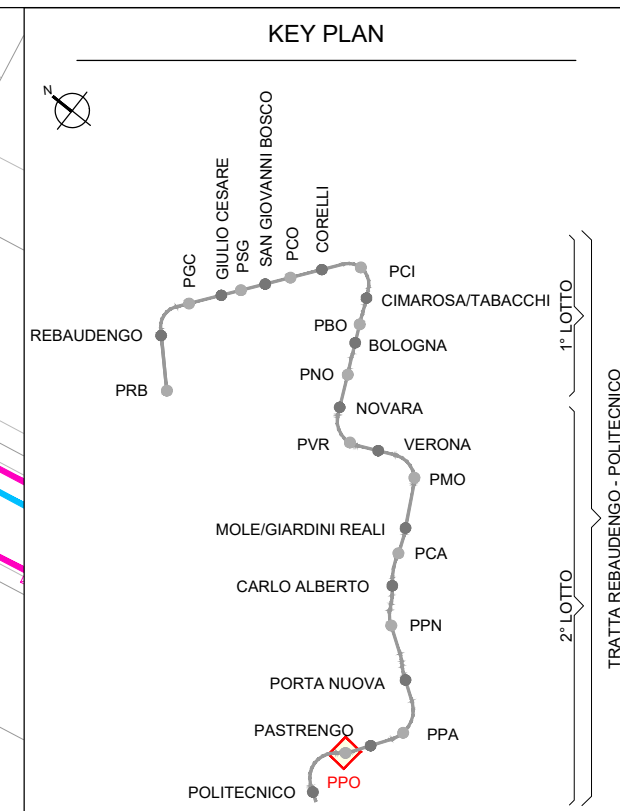 KEY PLAN
N
PGC
GIULIO CESARE
PSG
SAN GIOVANNI BOSCO
PCO
CORELLI
PCI
CIMAROSA/TABACCHI
REBAUDENGO
PBO
BOLOGNA
PRB
PNO
NOVARA
PVR
VERONA
PMO
MOLE/GIARDINI REALI
PCA
CARLO ALBERTO
PPN
PORTA NUOVA
PASTRENGO
PPA
PPO
POLITECNICO
1° LOTTO
2° LOTTO
TRATTA REBAUDENGO - POLITECNICO